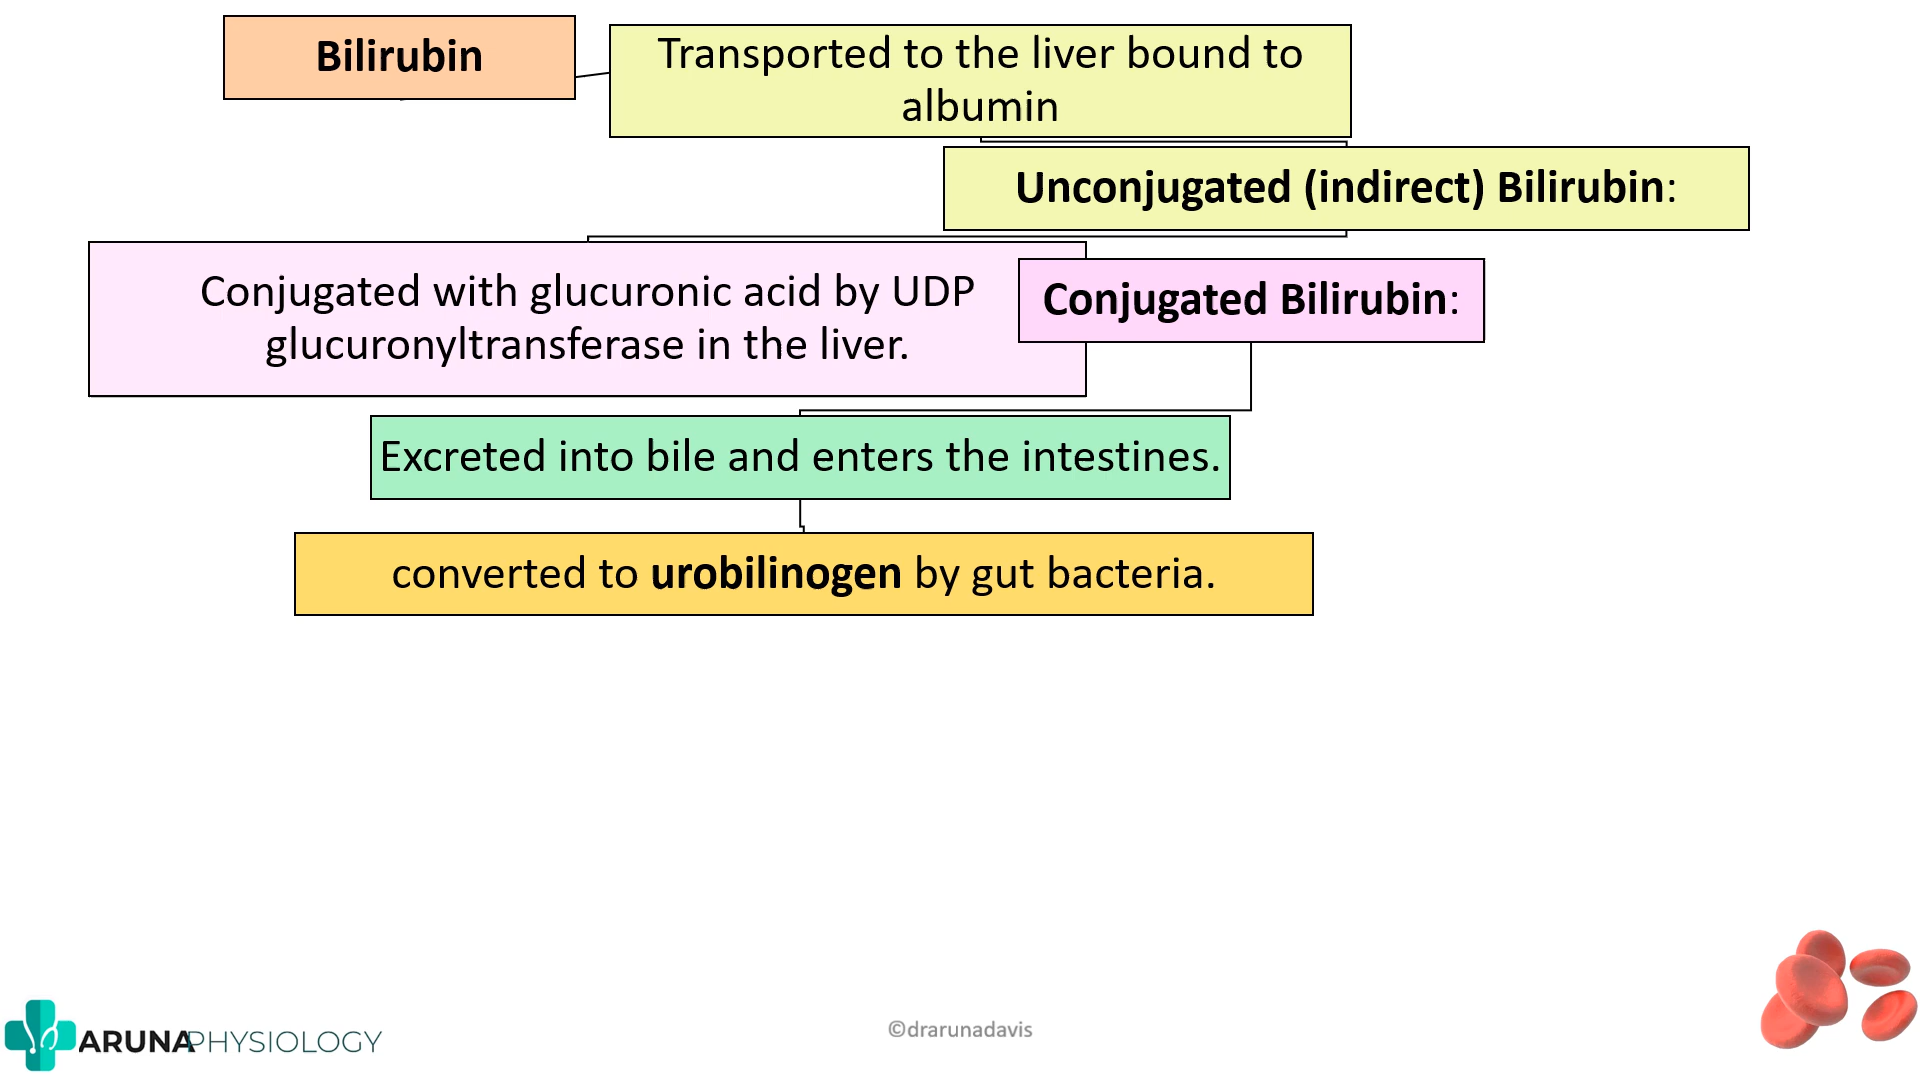 Bilirubin
Transported to the liver bound to
albumin
Unconjugated (indirect) Bilirubin:
Conjugated with glucuronic acid by UDP
glucuronyltransferase in the liver.
Conjugated Bilirubin:
Excreted into bile and enters the intestines.
converted to urobilinogen by gut bacteria.
ARUNAPHYSIOLOGY
©drarunadavis